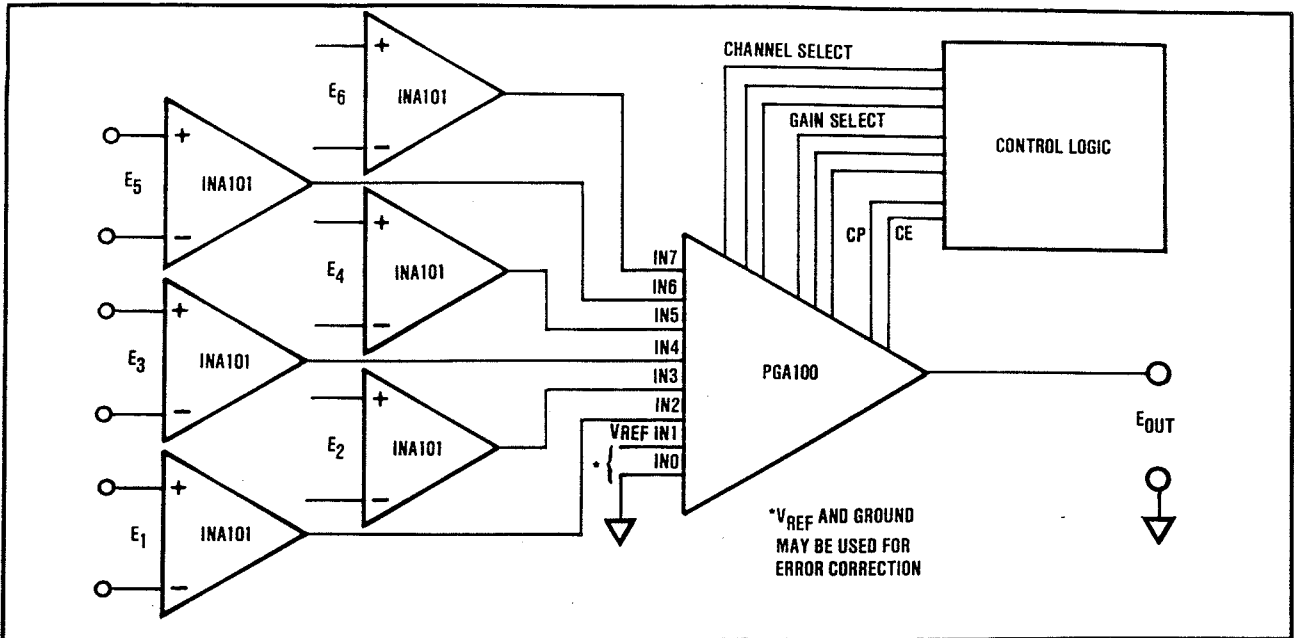 CHANNEL SELECT
GAIN SELECT
CONTROL LOGIC
CP
CE
+
E6
INA101
−
+
E5
INA101
−
+
E4
INA101
−
+
E3
INA101
−
+
E2
INA101
−
+
E1
INA101
−
IN7
IN6
IN5
IN4
IN3
IN2
VREF IN1
* {
IN0
PGA100
EOUT
*VREF AND GROUND
MAY BE USED FOR
ERROR CORRECTION